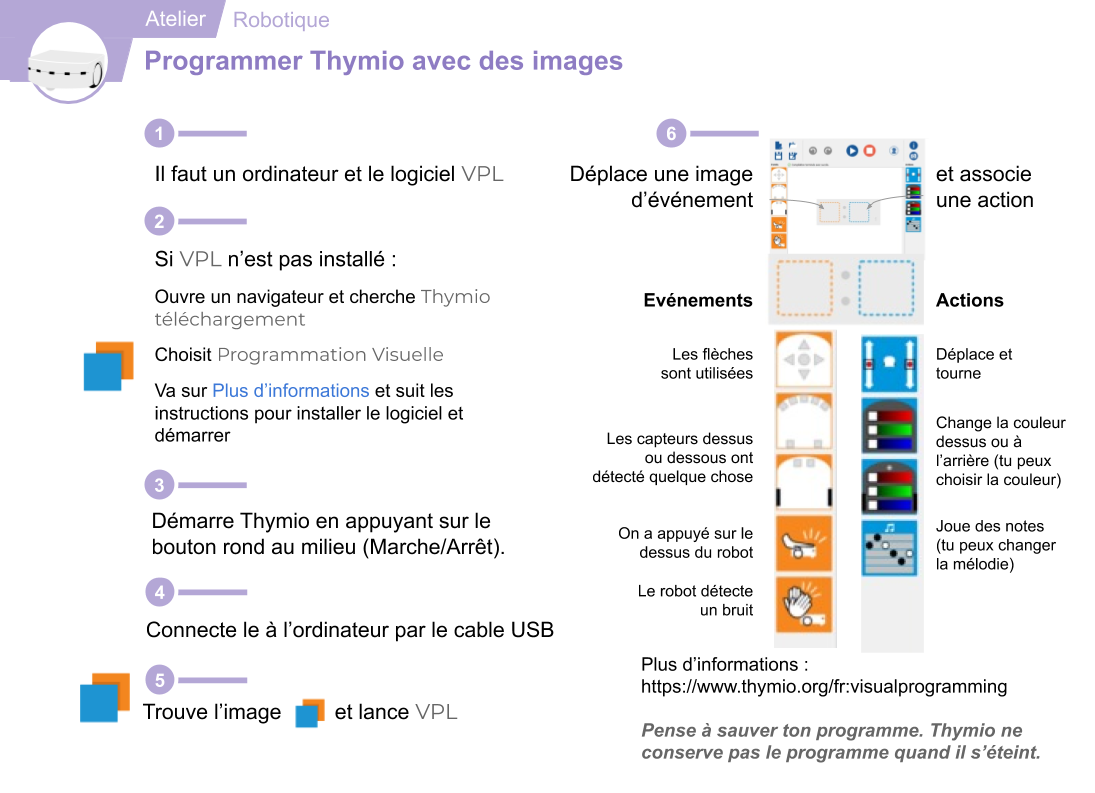 Atelier
Robotique
Programmer Thymio avec des images
1
Il faut un ordinateur et le logiciel VPL
2
Si VPL n'est pas installé :
Ouvre un navigateur et cherche Thymio
téléchargement
Choisit Programmation Visuelle
Va sur Plus d'informations et suit les
instructions pour installer le logiciel et
démarrer
3
Démarre Thymio en appuyant sur le
bouton rond au milieu (Marche/Arrêt).
4
Connecte le à l'ordinateur par le cable USB
5
Trouve l'image et lance VPL
6
Déplace une image
d'événement
et associe
une action
Evénements
Actions
Les flèches
sont utilisées
Déplace et
tourne
Les capteurs dessus
ou dessous ont
détecté quelque chose
Change la couleur
dessus ou à
l'arrière (tu peux
choisir la couleur)
On a appuyé sur le
dessus du robot
Joue des notes
(tu peux changer
la mélodie)
Le robot détecte
un bruit
Plus d'informations :
https://www.thymio.org/fr:visualprogramming
Pense à sauver ton programme. Thymio ne
conserve pas le programme quand il s'éteint.